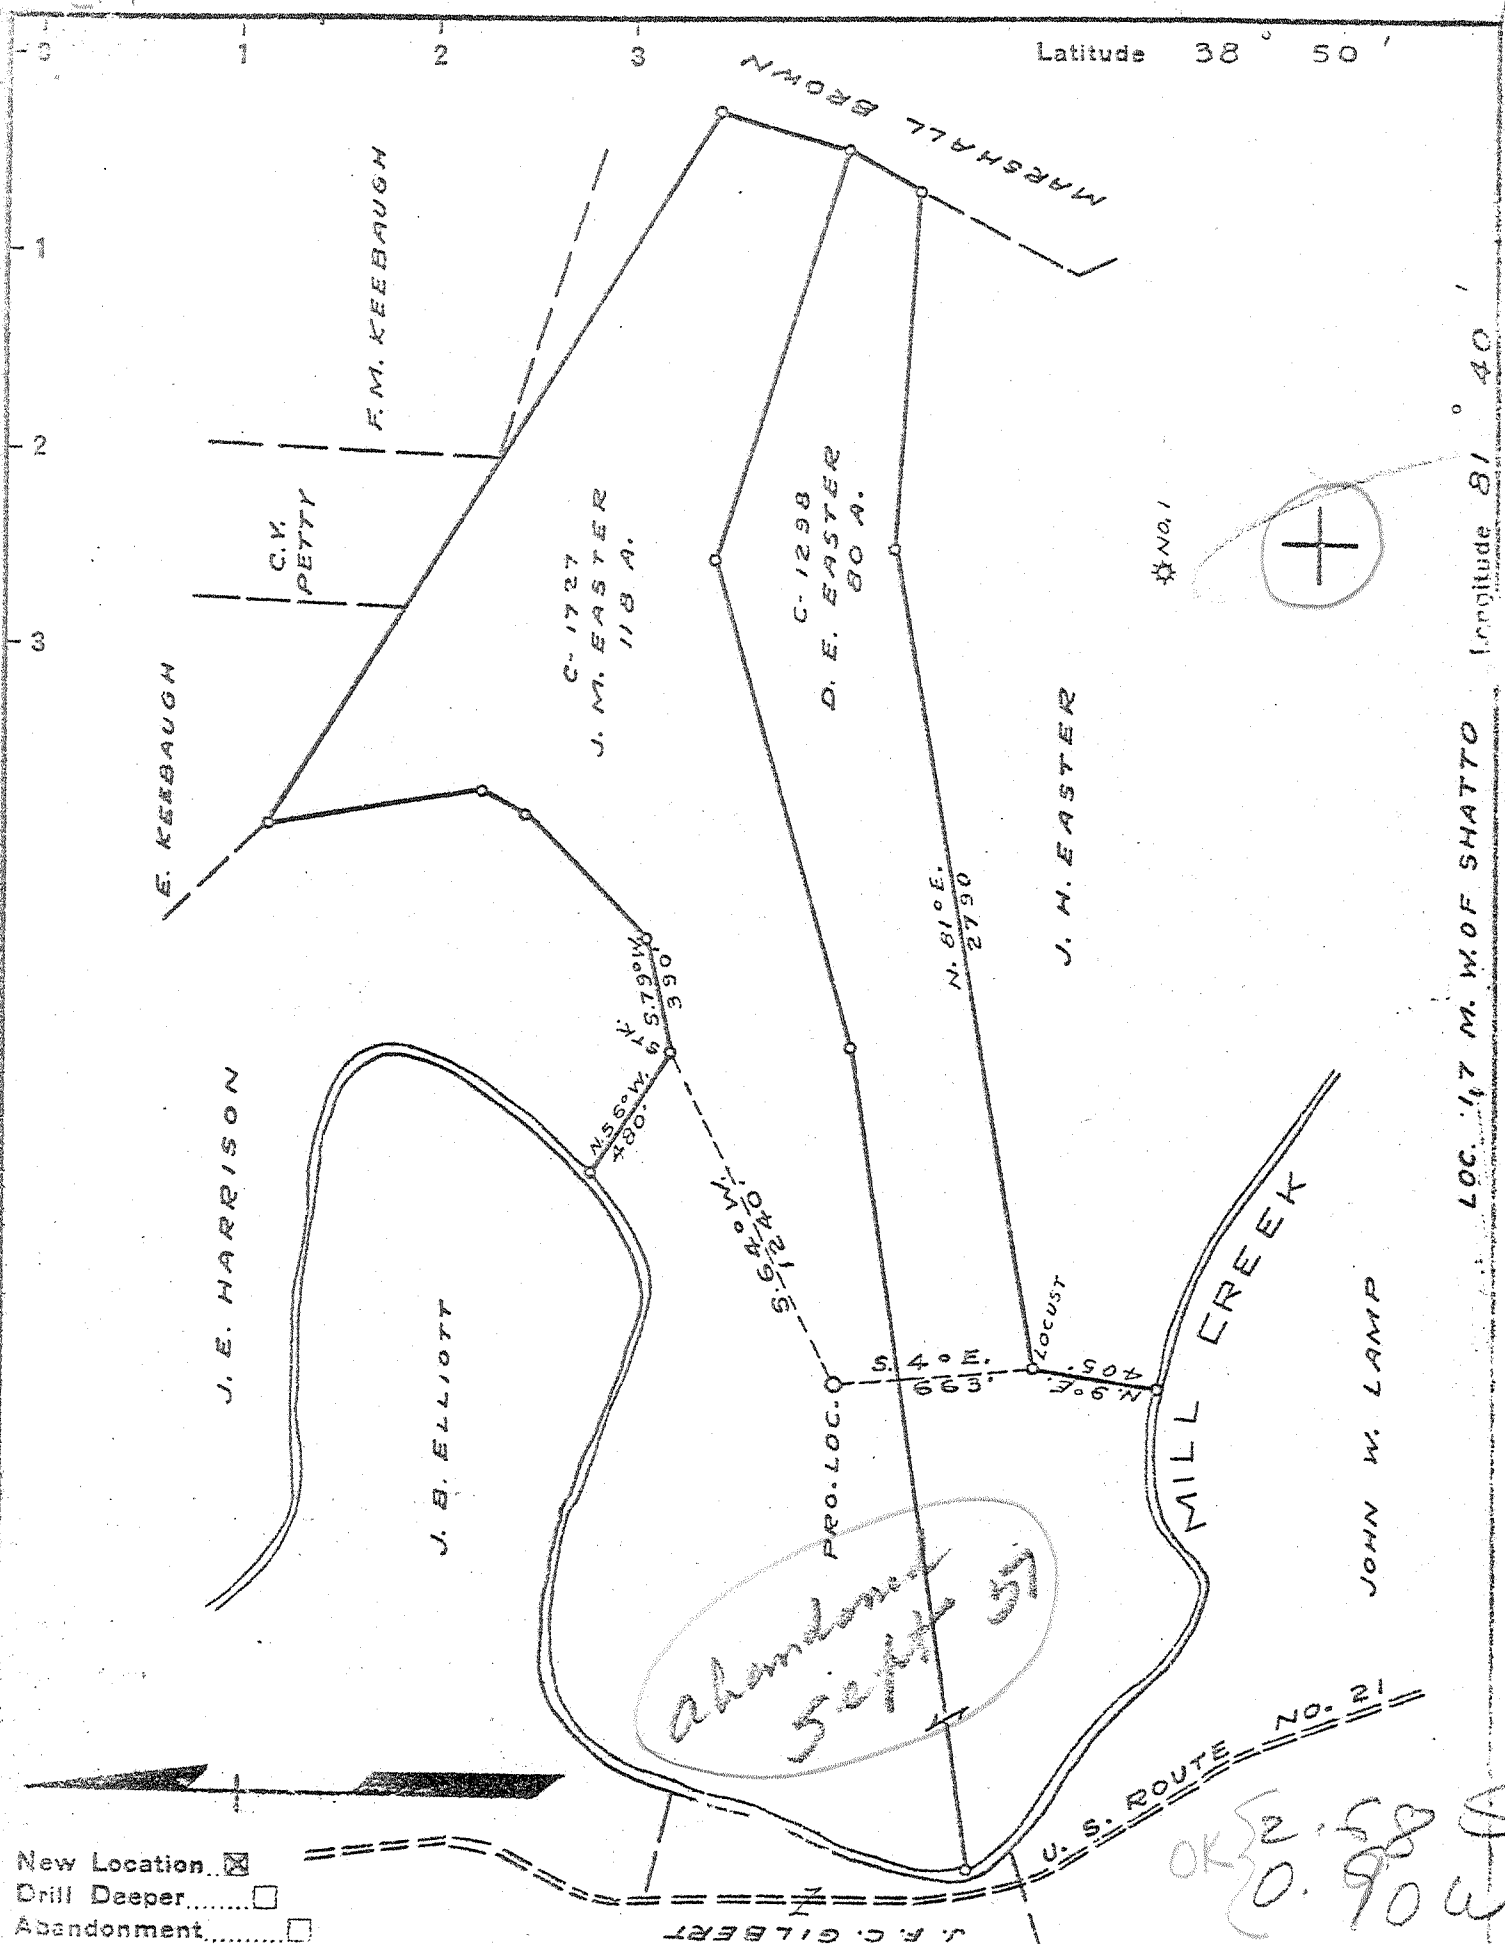 0 1 2 3
Latitude 38° 50'
1
2
3
MARSHALL BROWN
F. M. KEEBAUGH
C.Y.
PETTY
E. KEEBAUGH
C-1727
J. M. EASTER
118 A.
C-1298
D. E. EASTER
80 A.
NO. 1
Longitude 81° 40'
LOC. 1.7 M. W. OF SHATTO
J. H. EASTER
N. 81° E.
2790
S. 79° W.
390'
STK.
N. 56° W.
480.
S. 64° W.
1240'
J. E. HARRISON
J. B. ELLIOTT
PRO. LOC.
S. 4° E.
663.'
LOCUST
N. 9° E.
405'
MILL CREEK
JOHN W. LAMP
abandoned
Sept 57
U. S. ROUTE NO. 21
J. F. C. GILBERT
New Location.. ☒
Drill Deeper........☐
Abandonment..........☐
OK
2.58 S
0.90 W